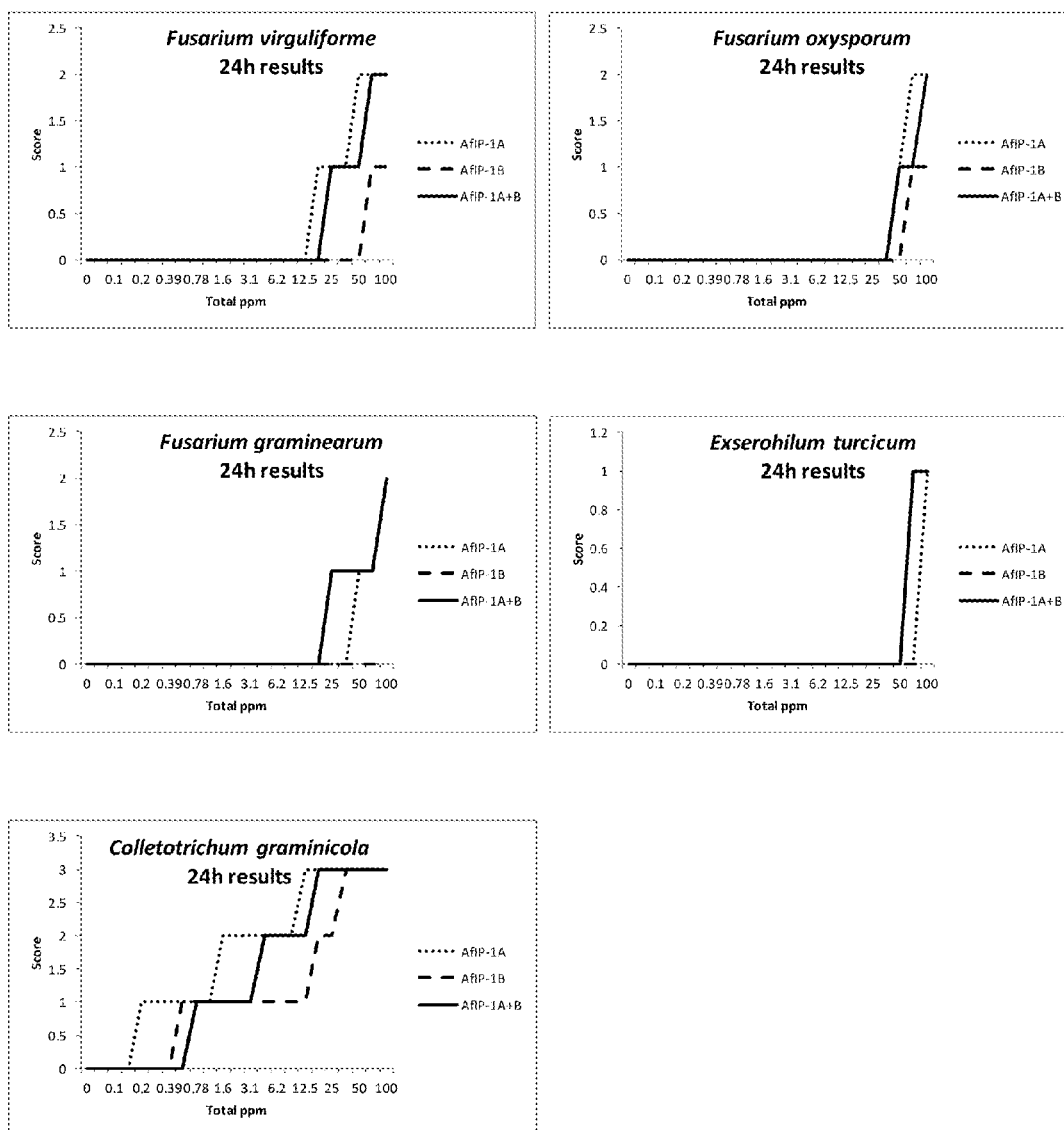 Fusarium virguliforme
24h results
2.5
2
1.5
1
0.5
0
Score
0 0.1 0.2 0.39 0.78 1.6 3.1 6.2 12.5 25 50 100
Total ppm
AfIP-1A
AfIP-1B
AfIP-1A+B
Fusarium oxysporum
24h results
2.5
2
1.5
1
0.5
0
Score
0 0.1 0.2 0.39 0.78 1.6 3.1 6.2 12.5 25 50 100
Total ppm
AfIP-1A
AfIP-1B
AfIP-1A+B
Fusarium graminearum
24h results
2.5
2
1.5
1
0.5
0
Score
0 0.1 0.2 0.39 0.78 1.6 3.1 6.2 12.5 25 50 100
Total ppm
AfIP-1A
AfIP-1B
AfIP-1A+B
Exserohilum turcicum
24h results
1.2
1
0.8
0.6
0.4
0.2
0
Score
0 0.1 0.2 0.39 0.78 1.6 3.1 6.2 12.5 25 50 100
Total ppm
AfIP-1A
AfIP-1B
AfIP-1A+B
Colletotrichum graminicola
24h results
3.5
3
2.5
2
1.5
1
0.5
0
Score
0 0.1 0.2 0.39 0.78 1.6 3.1 6.2 12.5 25 50 100
Total ppm
AfIP-1A
AfIP-1B
AfIP-1A+B